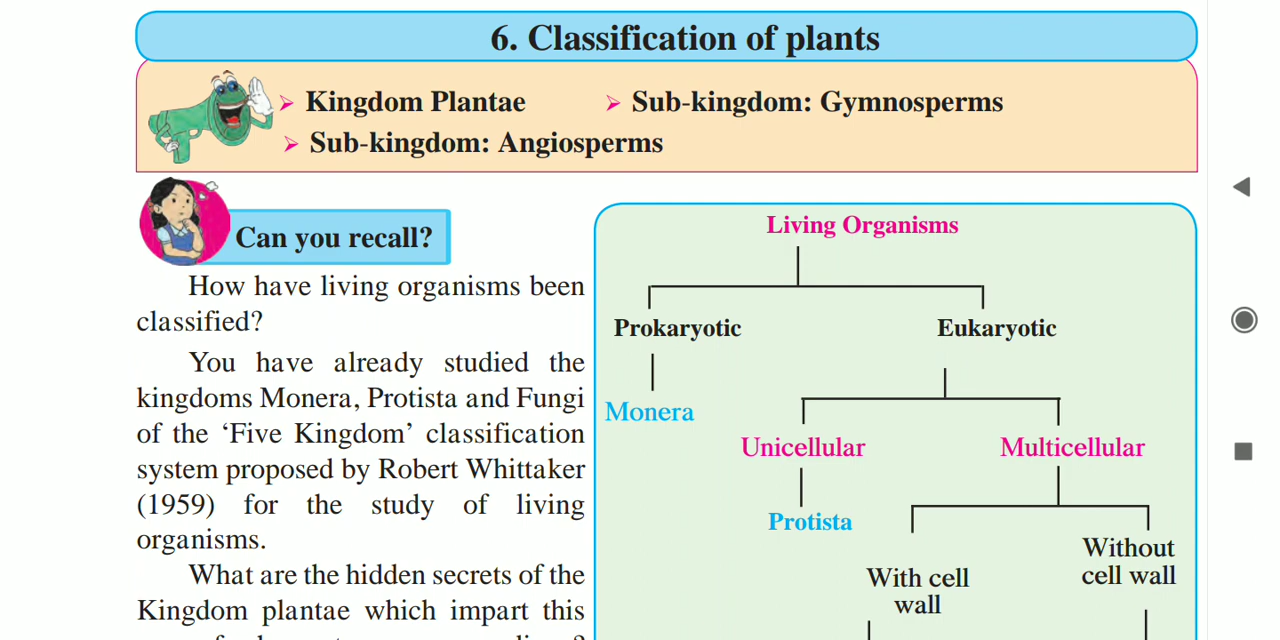 6. Classification of plants
Kingdom Plantae
Sub-kingdom: Gymnosperms
Sub-kingdom: Angiosperms
Can you recall?
How have living organisms been
classified?
You have already studied the
kingdoms Monera, Protista and Fungi
of the ‘Five Kingdom’ classification
system proposed by Robert Whittaker
(1959) for the study of living
organisms.
What are the hidden secrets of the
Kingdom plantae which impart this
Living Organisms
Prokaryotic
Eukaryotic
Monera
Unicellular
Multicellular
Protista
With cell
wall
Without
cell wall